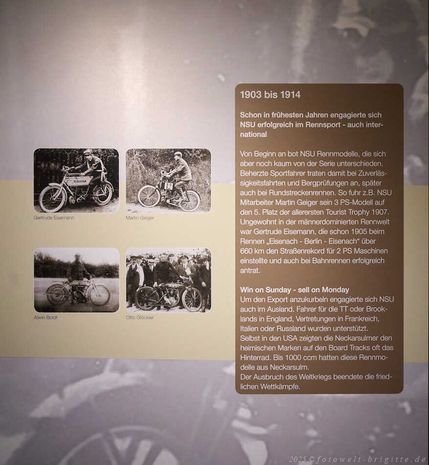 1903 bis 1914
Schon in frühesten Jahren engagierte sich
NSU erfolgreich im Rennsport - auch inter-
national
Von Beginn an bot NSU Rennmodelle, die sich
aber noch kaum von der Serie unterschieden.
Beherzte Sportfahrer traten damit bei Zuverläs-
sigkeitsfahrten und Bergprüfungen an, später
auch bei Rundstreckenrennen. So fuhr z.B. NSU
Mitarbeiter Martin Geiger sein 3 PS-Modell auf
den 5. Platz der allerersten Tourist Trophy 1907.
Ungewohnt in der männerdominierten Rennwelt
war Gertrude Eisemann, die schon 1905 beim
Rennen „Eisenach - Berlin - Eisenach" über
660 km den Straßenrekord für 2 PS Maschinen
einstellte und auch bei Bahnrennen erfolgreich
antrat.
Win on Sunday - sell on Monday
Um den Export anzukurbeln engagierte sich NSU
auch im Ausland. Fahrer für die TT oder Brook-
lands in England, Vertretungen in Frankreich,
Italien oder Russland wurden unterstützt.
Selbst in den USA zeigten die Neckarsulmer den
heimischen Marken auf den Board Tracks oft das
Hinterrad. Bis 1000 ccm hatten diese Rennmo-
delle aus Neckarsulm.
Der Ausbruch des Weltkriegs beendete die fried-
lichen Wettkämpfe.
Gertrude Eisemann
Martin Geiger
Otto Glöckler
2023 © fotowelt-brigitte.de